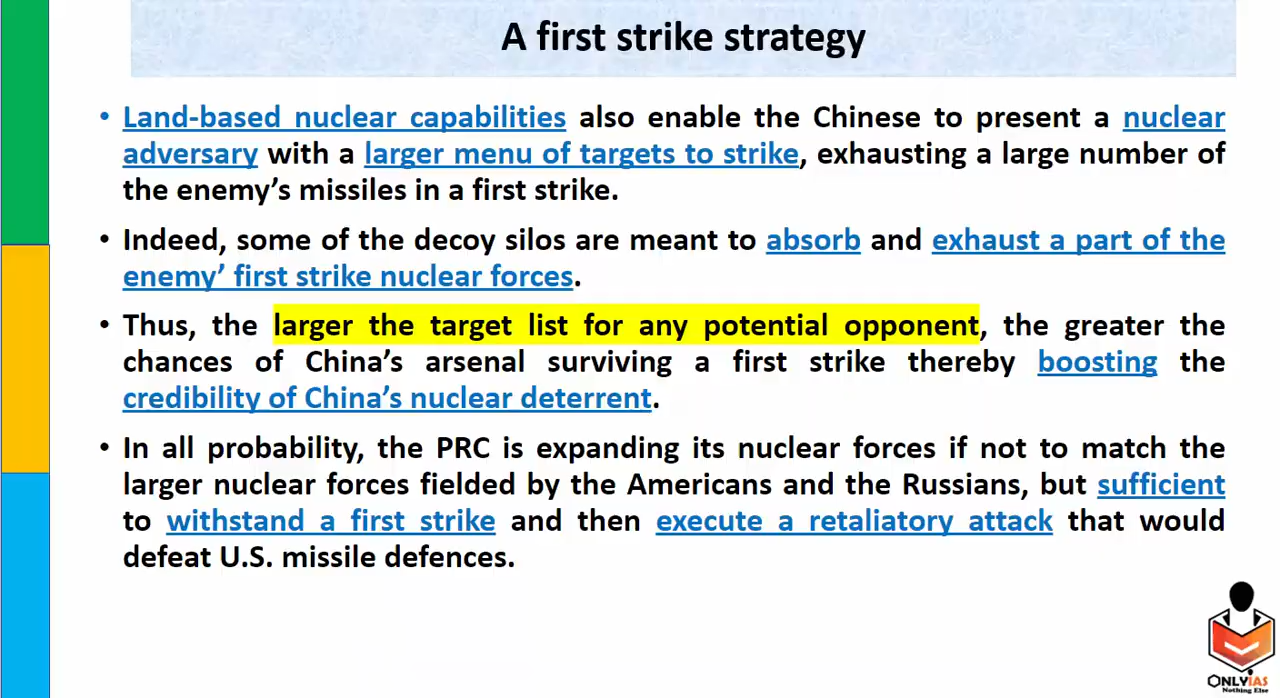 A first strike strategy
• Land-based nuclear capabilities also enable the Chinese to present a nuclear
adversary with a larger menu of targets to strike, exhausting a large number of
the enemy's missiles in a first strike.
• Indeed, some of the decoy silos are meant to absorb and exhaust a part of the
enemy' first strike nuclear forces.
• Thus, the larger the target list for any potential opponent, the greater the
chances of China's arsenal surviving a first strike thereby boosting the
credibility of China's nuclear deterrent.
• In all probability, the PRC is expanding its nuclear forces if not to match the
larger nuclear forces fielded by the Americans and the Russians, but sufficient
to withstand a first strike and then execute a retaliatory attack that would
defeat U.S. missile defences.
ONLYIAS
Nothing Else